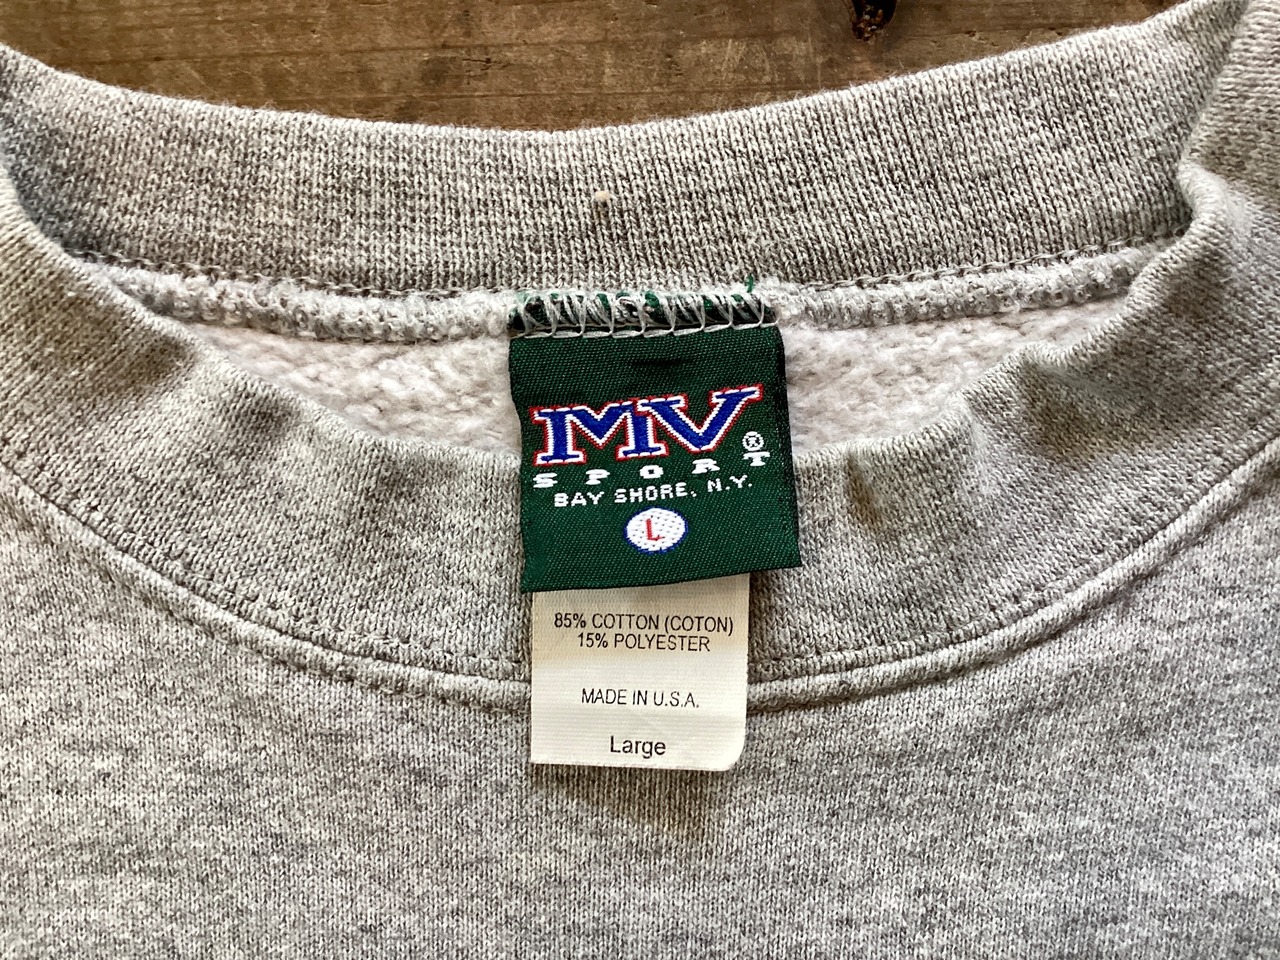 MV
SPORT®
BAY SHORE, N.Y.
L
85% COTTON (COTON)
15% POLYESTER
MADE IN U.S.A.
Large